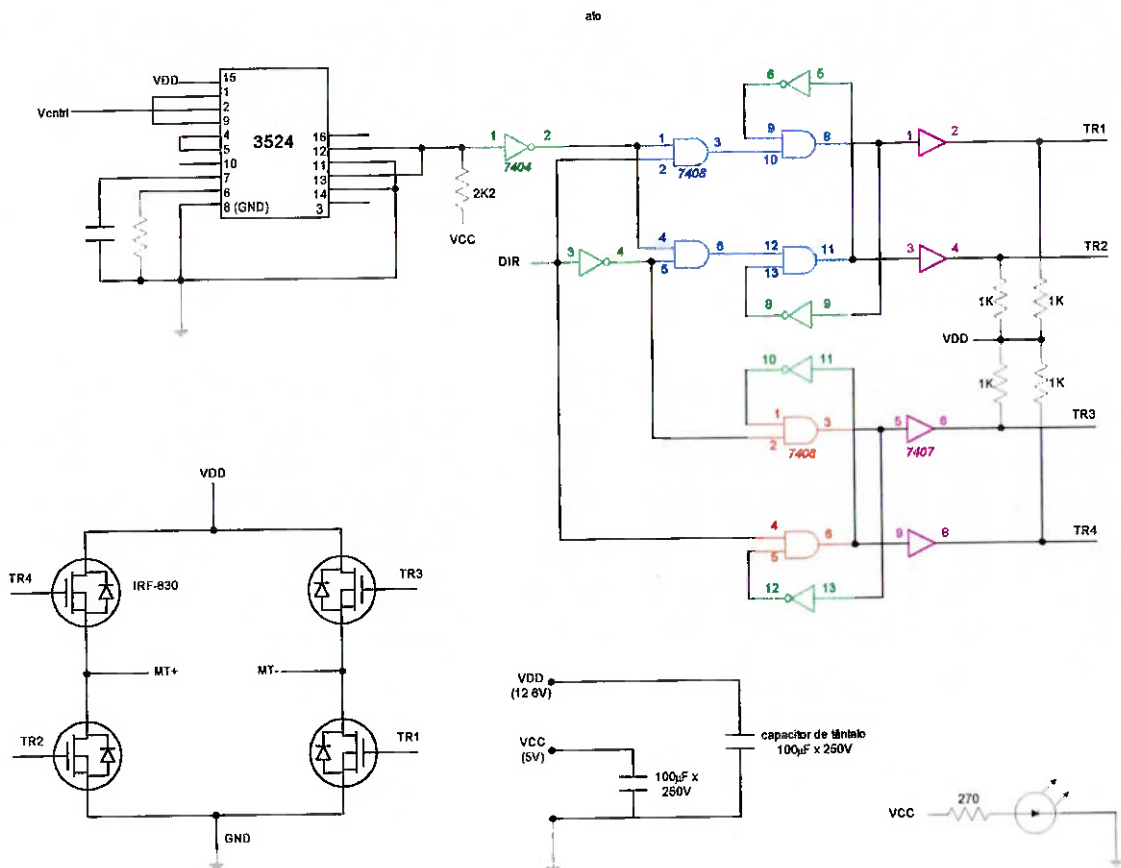 ato
VDD
Vcntrl
15
1
2
9
4
5
10
7
6
8 (GND)
3524
16
12
11
13
14
3
2K2
VCC
1
2
7404
DIR
3
4
1
2
3
7408
4
5
6
6
5
9
10
8
12
13
11
8
9
1
2
TR1
3
4
TR2
1K
1K
VDD
1K
1K
10
11
1
2
3
7408
5
6
7407
TR3
4
5
6
9
8
TR4
12
13
VDD
TR4
IRF-830
TR3
MT+
MT-
TR2
TR1
GND
VDD
(12 6V)
VCC
(5V)
100µF x
250V
capacitor de tântalo
100µF x 250V
VCC
270